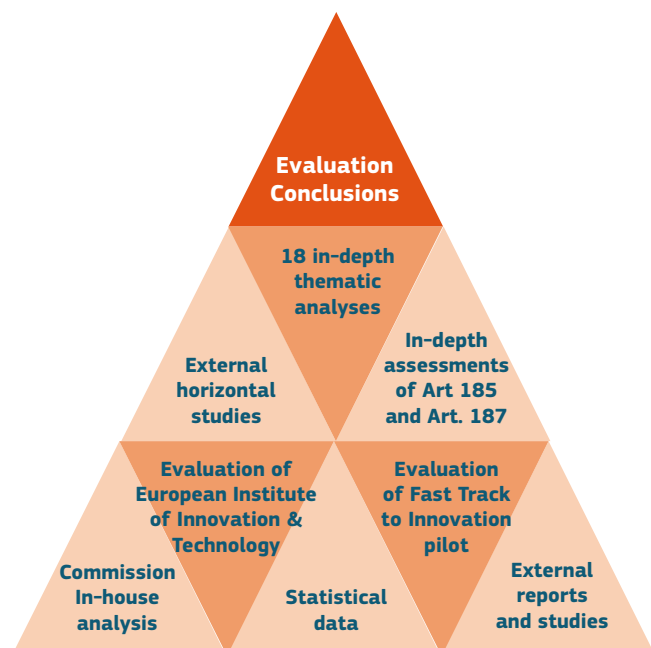 Evaluation
Conclusions
18 in-depth
thematic
analyses
External
horizontal
studies
In-depth
assessments
of Art 185
and Art. 187
Evaluation of
European Institute
of Innovation &
Technology
Evaluation
of Fast Track
to Innovation
pilot
Commission
In-house
analysis
Statistical
data
External
reports
and studies